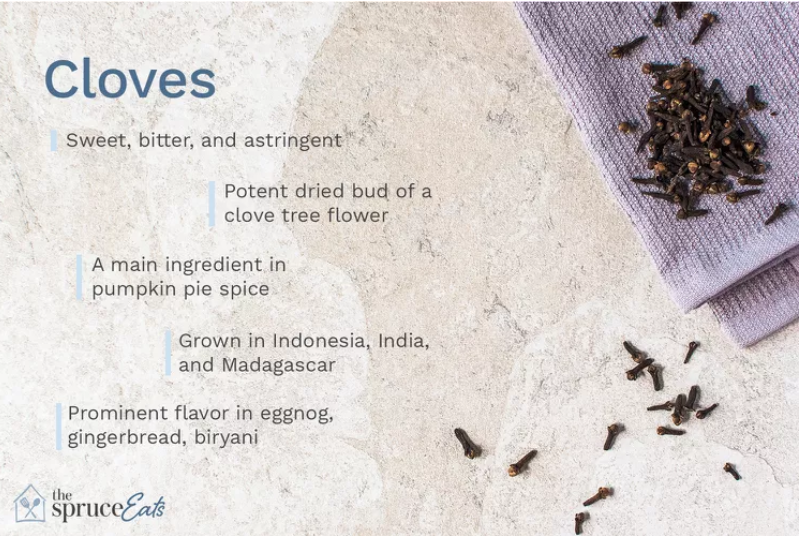 Cloves
Sweet, bitter, and astringent
Potent dried bud of a
clove tree flower
A main ingredient in
pumpkin pie spice
Grown in Indonesia, India,
and Madagascar
Prominent flavor in eggnog,
gingerbread, biryani
the
spruce Eats